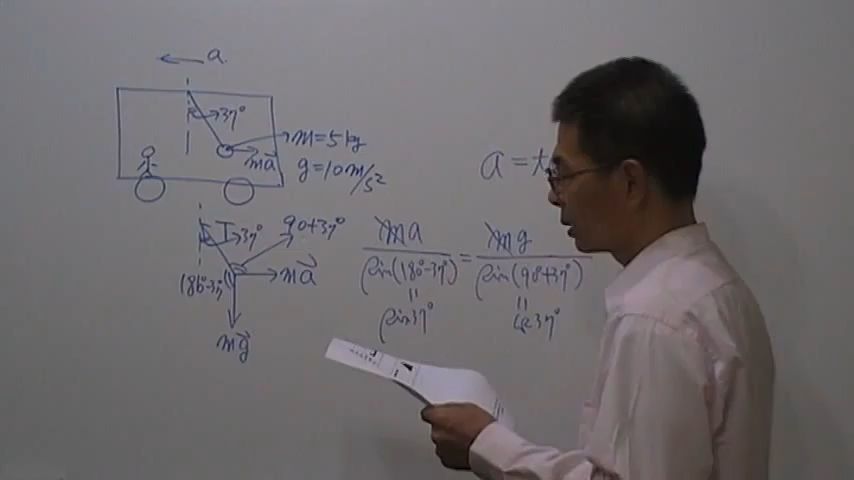 a
37°
m=5kg
ma⃗
g=10m/s²
a=t
T 37° 90+37°
180°-37° ma⃗
mg⃗
ma/sin(180°-37°) = mg/sin(90+37°)
=
sin37°
=